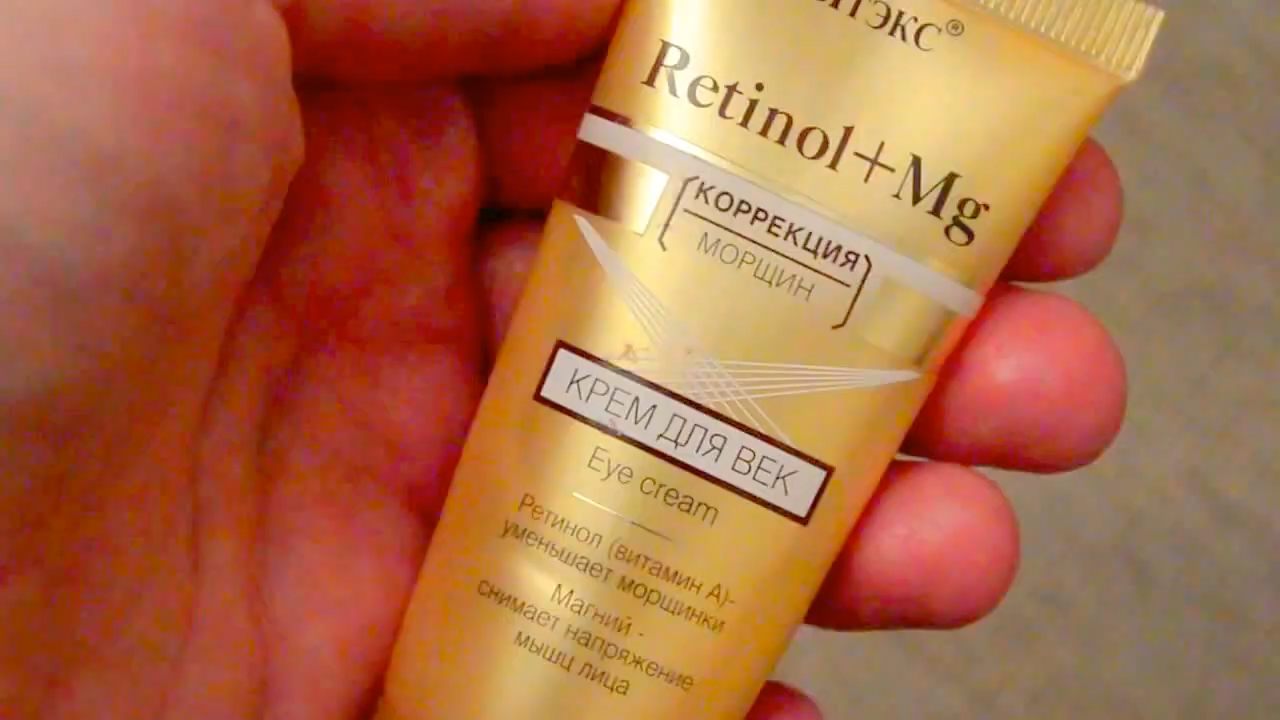 Retinol+Mg
КОРРЕКЦИЯ
МОРЩИН
КРЕМ ДЛЯ ВЕК
Eye cream
Ретинол (витамин А)-
уменьшает морщинки
Магний -
снимает напряжение
мышц лица